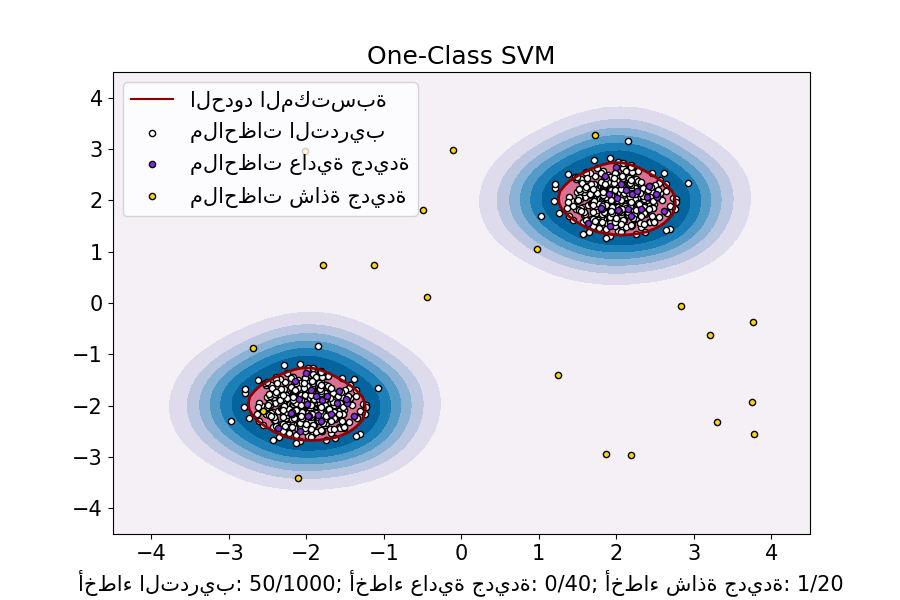 One-Class SVM
الحدود المكتسبة
ملاحظات التدريب
ملاحظات عادية جديدة
ملاحظات شاذة جديدة
4
3
2
1
0
−1
−2
−3
−4
−4 −3 −2 −1 0 1 2 3 4
أخطاء التدريب: 50/1000; أخطاء عادية جديدة: 0/40; أخطاء شاذة جديدة: 1/20